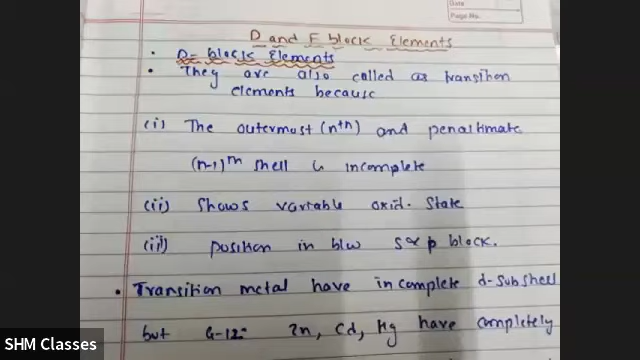 Date
Page No.
D and F block Elements
• D-block Elements
• They are also called as transition
elements because
(i) The outermost (nth) and penaltimate
(n-1)th shell is incomplete
(ii) Shows variable oxid. State
(iii) position in b/w s & p block.
• Transition metal have incomplete d-subshell
but G-12 Zn, Cd, Hg have completely
SHM Classes